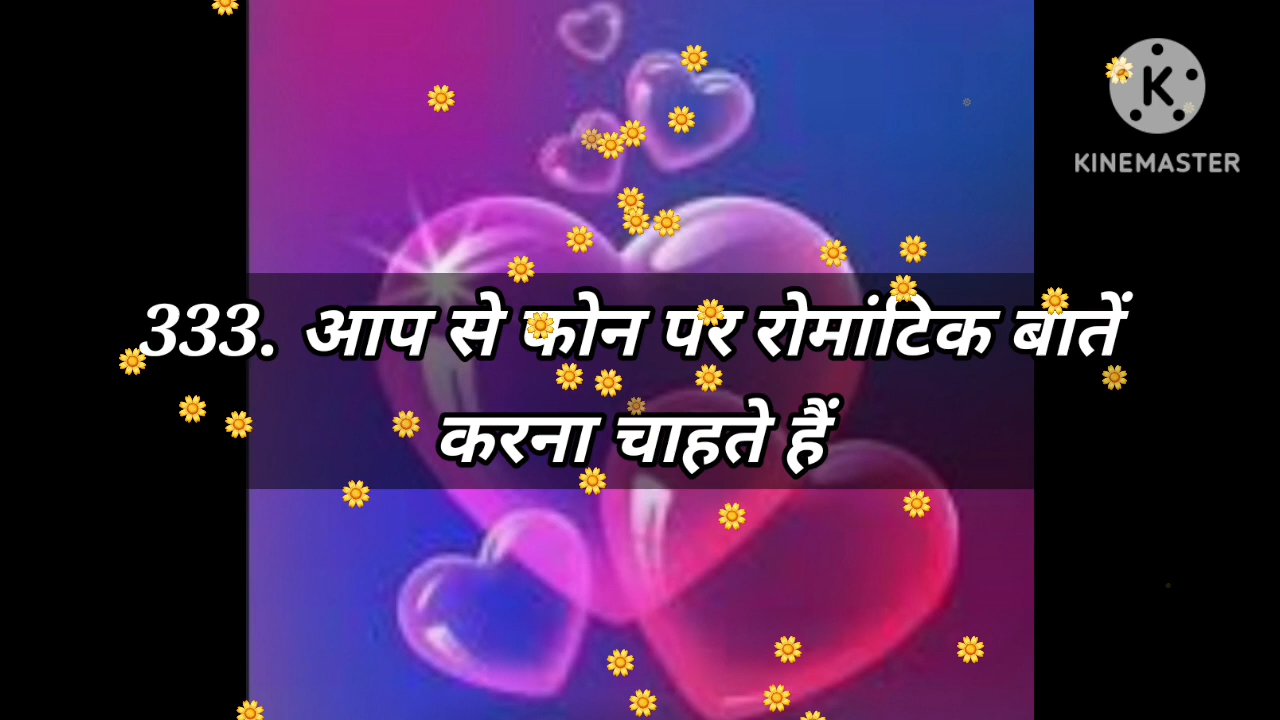 KINEMASTER
333. आप से फोन पर रोमांटिक बातें
करना चाहते हैं